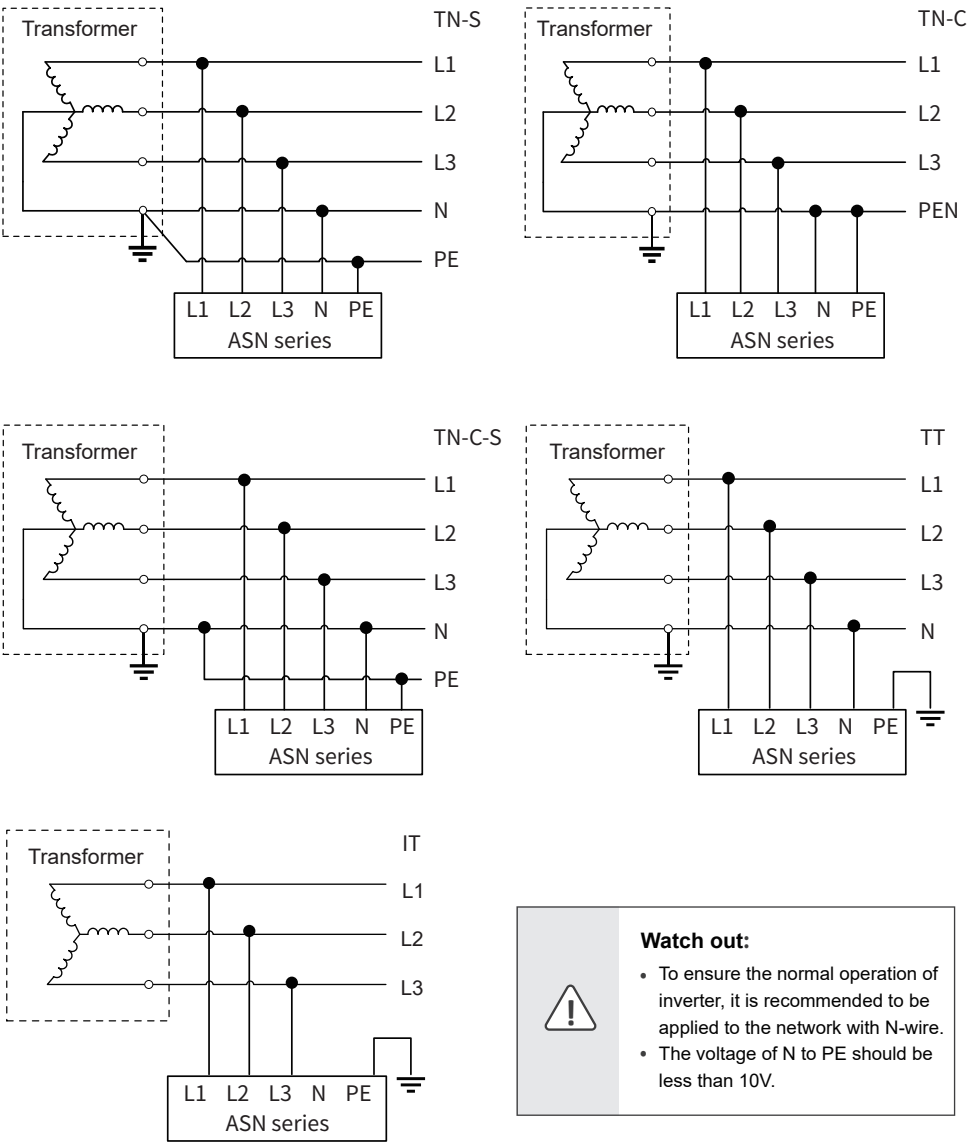 TN-S
Transformer
L1
L2
L3
N
PE
L1 L2 L3 N PE
ASN series
TN-C
Transformer
L1
L2
L3
PEN
L1 L2 L3 N PE
ASN series
TN-C-S
Transformer
L1
L2
L3
N
PE
L1 L2 L3 N PE
ASN series
TT
Transformer
L1
L2
L3
N
L1 L2 L3 N PE
ASN series
IT
Transformer
L1
L2
L3
L1 L2 L3 N PE
ASN series
Watch out:
• To ensure the normal operation of
inverter, it is recommended to be
applied to the network with N-wire.
• The voltage of N to PE should be
less than 10V.